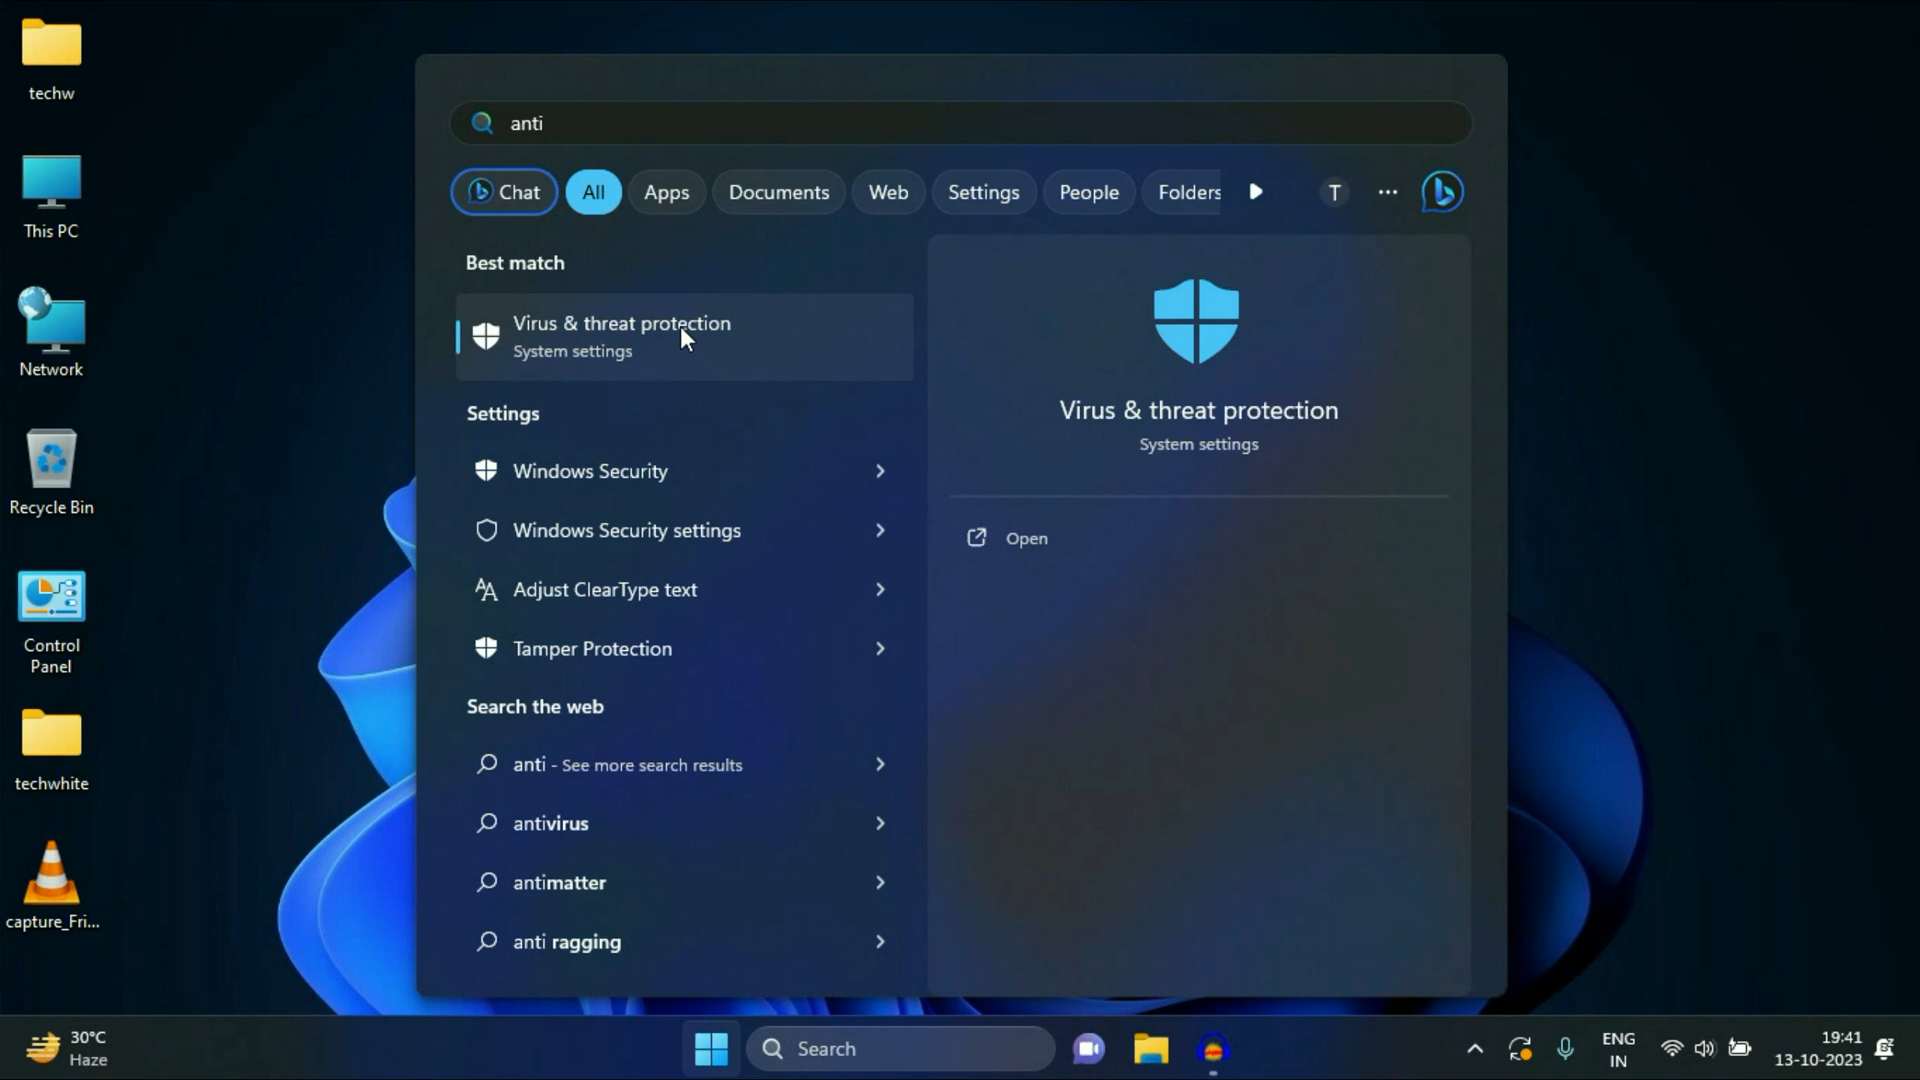 techw
This PC
Network
Recycle Bin
Control
Panel
techwhite
capture_Fri...
anti
Chat
All
Apps
Documents
Web
Settings
People
Folders
T
Best match
Virus & threat protection
System settings
Settings
Windows Security
Windows Security settings
Adjust ClearType text
Tamper Protection
Search the web
anti - See more search results
antivirus
antimatter
anti ragging
Virus & threat protection
System settings
Open
30°C
Haze
Search
ENG
IN
19:41
13-10-2023